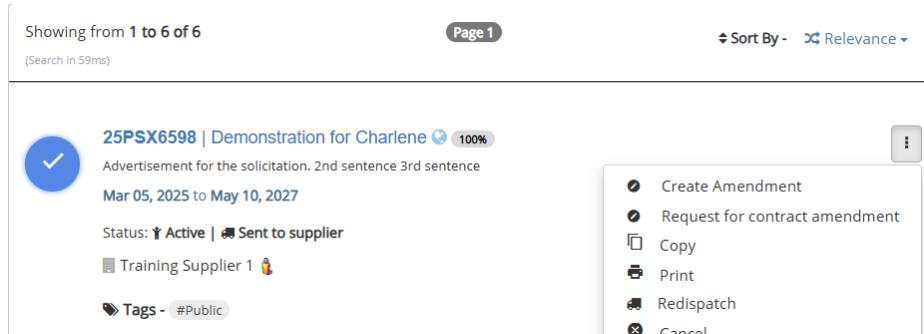 Showing from 1 to 6 of 6
Page 1
Sort By - Relevance
(Search in 59ms)
25PSX6598 | Demonstration for Charlene 100%
Advertisement for the solicitation. 2nd sentence 3rd sentence
Mar 05, 2025 to May 10, 2027
Status: Active | Sent to supplier
Training Supplier 1
Tags - #Public
Create Amendment
Request for contract amendment
Copy
Print
Redispatch
Cancel